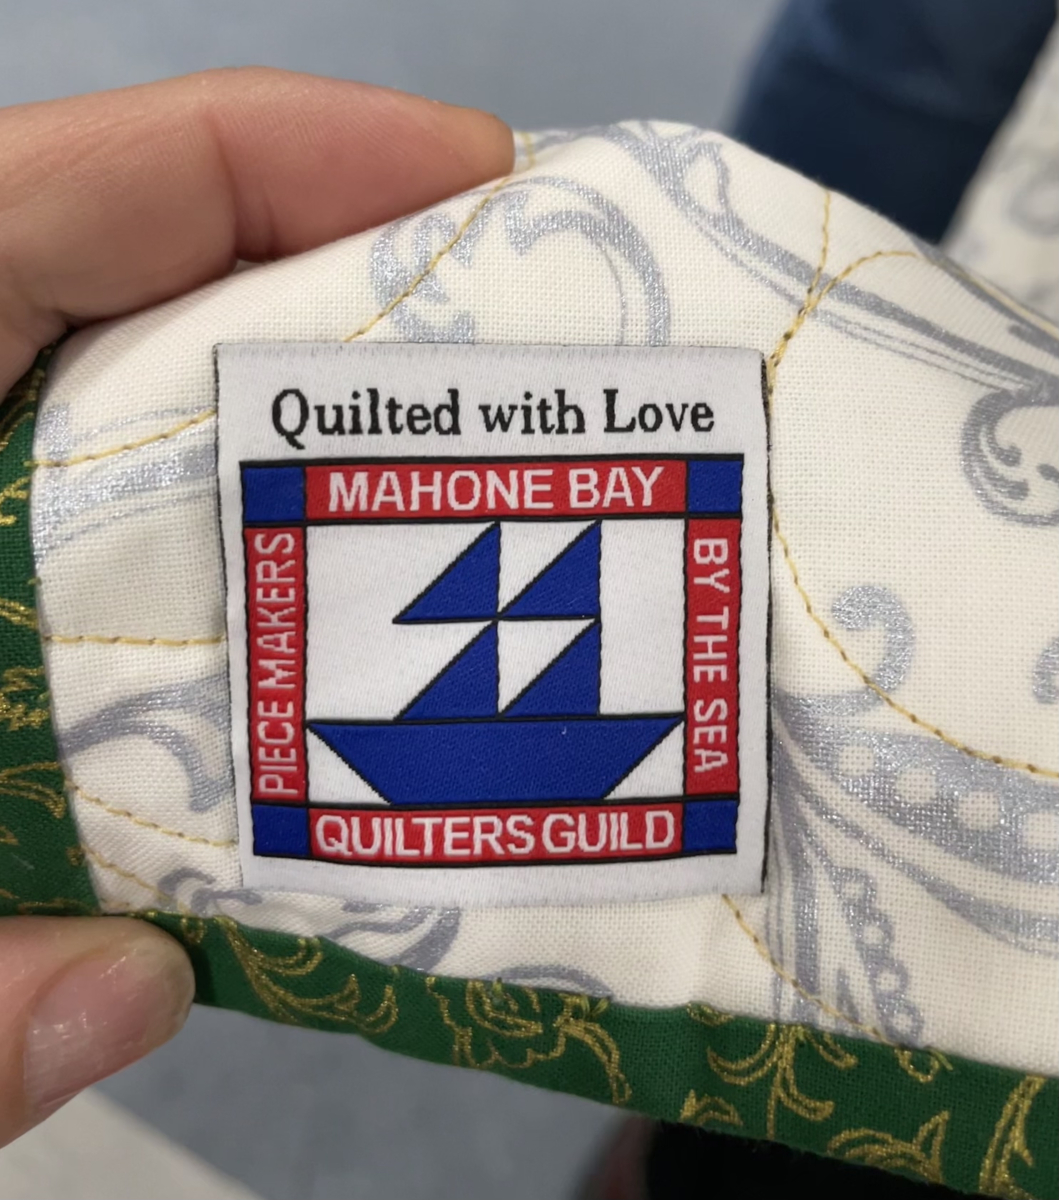 Quilted with Love
MAHONE BAY
PIECE MAKERS
BY THE SEA
QUILTERS GUILD